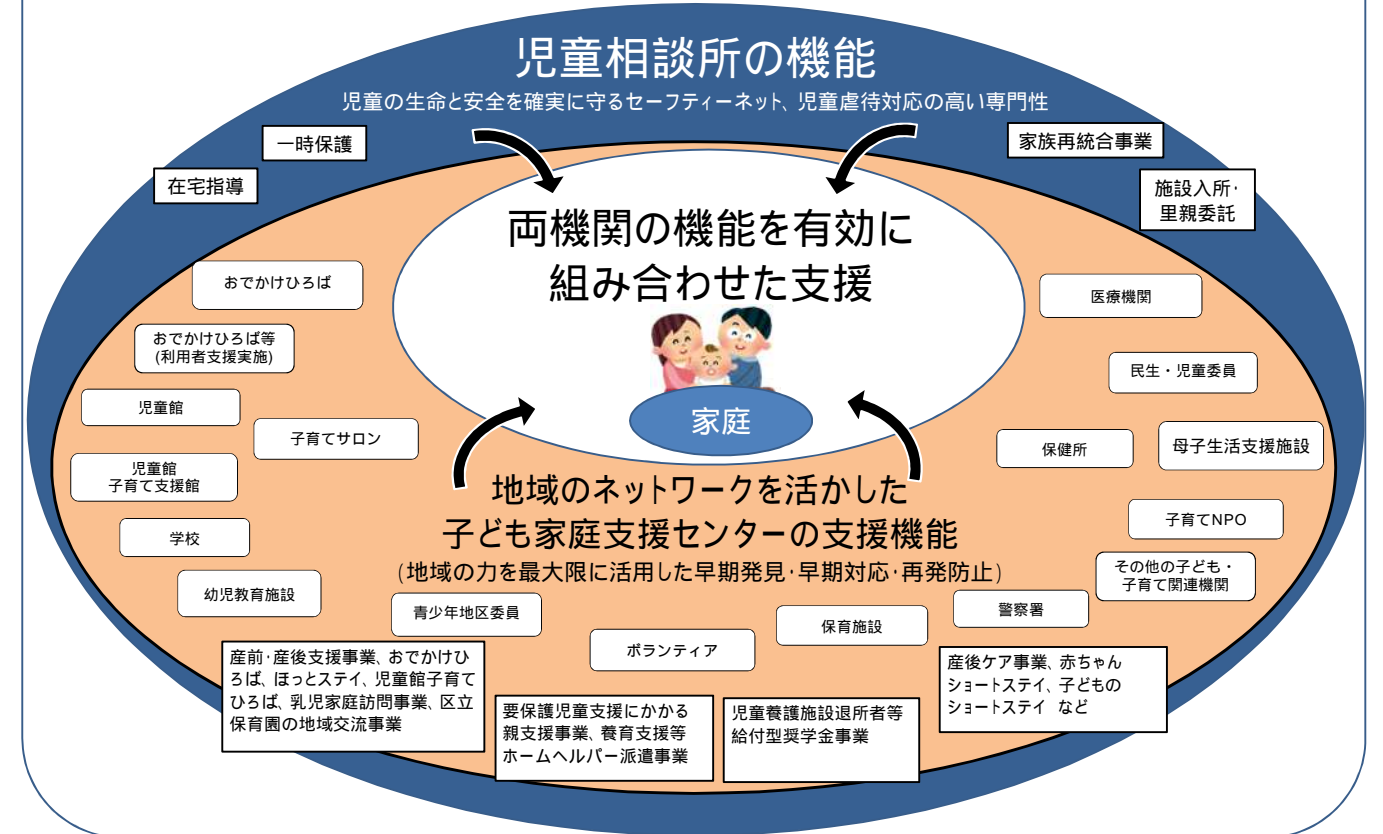 児童相談所の機能
児童の生命と安全を確実に守るセーフティーネット、児童虐待対応の高い専門性
一時保護
在宅指導
家族再統合事業
施設入所・
里親委託
両機関の機能を有効に
組み合わせた支援
家庭
おでかけひろば
おでかけひろば等
(利用者支援実施)
児童館
子育てサロン
児童館
子育て支援館
学校
幼児教育施設
医療機関
民生・児童委員
保健所
母子生活支援施設
子育てNPO
その他の子ども・
子育て関連機関
地域のネットワークを活かした
子ども家庭支援センターの支援機能
(地域の力を最大限に活用した早期発見・早期対応・再発防止)
青少年地区委員
ボランティア
保育施設
警察署
産前・産後支援事業、おでかけひ
ろば、ほっとステイ、児童館子育て
ひろば、乳児家庭訪問事業、区立
保育園の地域交流事業
要保護児童支援にかかる
親支援事業、養育支援等
ホームヘルパー派遣事業
児童養護施設退所者等
給付型奨学金事業
産後ケア事業、赤ちゃん
ショートステイ、子どもの
ショートステイ など